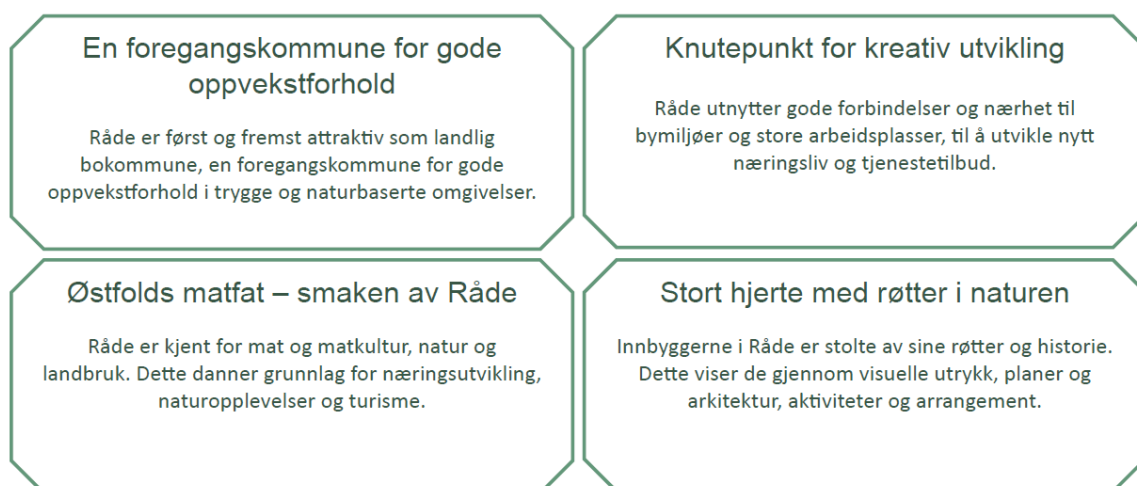 En foregangskommune for gode
oppvekstforhold
Råde er først og fremst attraktiv som landlig
bokommune, en foregangskommune for gode
oppvekstforhold i trygge og naturbaserte omgivelser.
Knutepunkt for kreativ utvikling
Råde utnytter gode forbindelser og nærhet til
bymiljøer og store arbeidsplasser, til å utvikle nytt
næringsliv og tjenestetilbud.
Østfolds matfat – smaken av Råde
Råde er kjent for mat og matkultur, natur og
landbruk. Dette danner grunnlag for næringsutvikling,
naturopplevelser og turisme.
Stort hjerte med røtter i naturen
Innbyggerne i Råde er stolte av sine røtter og historie.
Dette viser de gjennom visuelle utrykk, planer og
arkitektur, aktiviteter og arrangement.